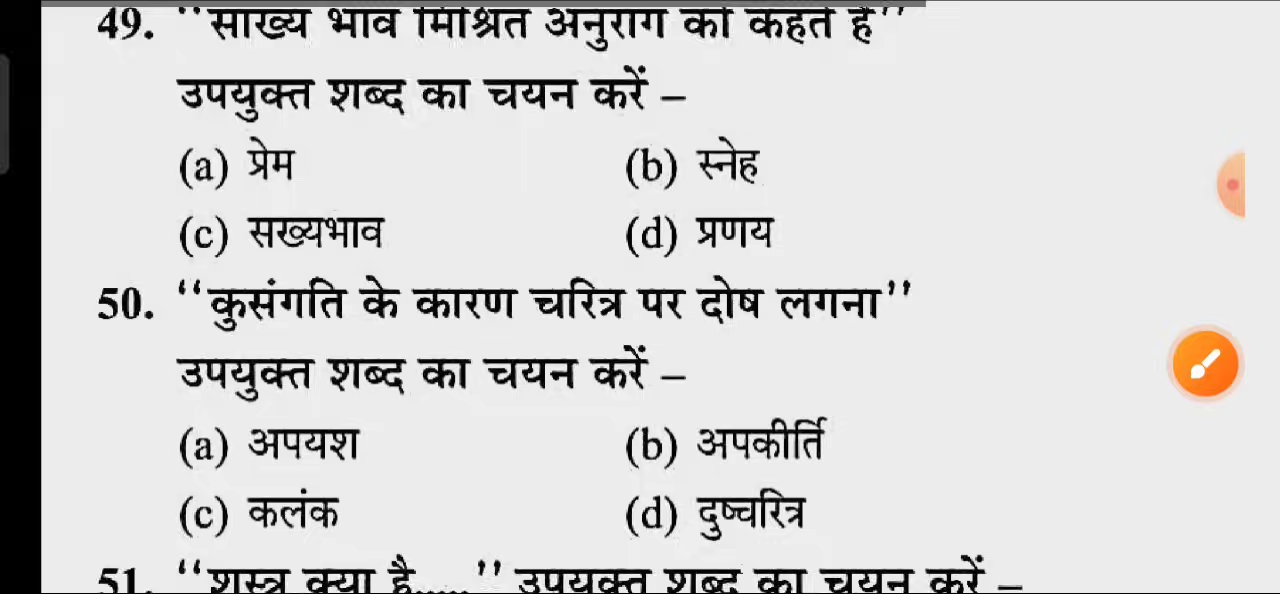 49. ‘‘साख्य भाव मिश्रित अनुराग को कहते हैं’’
उपयुक्त शब्द का चयन करें –
(a) प्रेम (b) स्नेह
(c) सख्यभाव (d) प्रणय
50. ‘‘कुसंगति के कारण चरित्र पर दोष लगना’’
उपयुक्त शब्द का चयन करें –
(a) अपयश (b) अपकीर्ति
(c) कलंक (d) दुष्चरित्र
51. ‘‘शस्त्र क्या है.....’’ उपयुक्त शब्द का चयन करें –